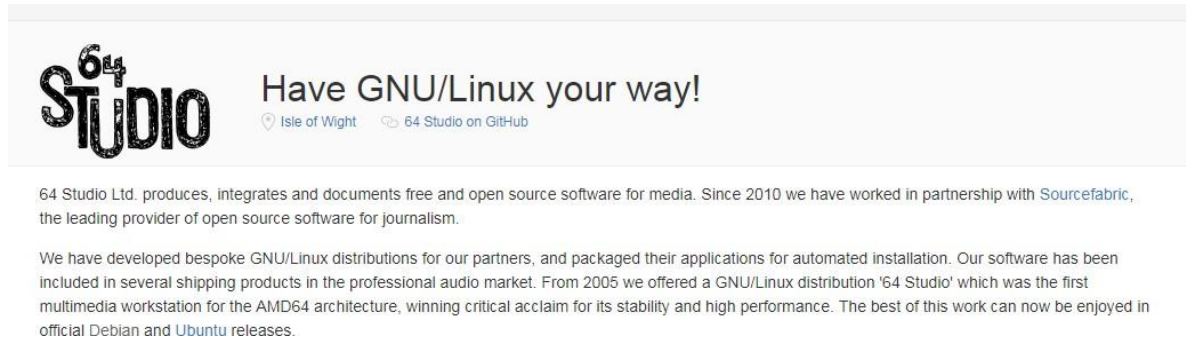 64
STUDIO
Have GNU/Linux your way!
Isle of Wight 64 Studio on GitHub
64 Studio Ltd. produces, integrates and documents free and open source software for media. Since 2010 we have worked in partnership with Sourcefabric,
the leading provider of open source software for journalism.
We have developed bespoke GNU/Linux distributions for our partners, and packaged their applications for automated installation. Our software has been
included in several shipping products in the professional audio market. From 2005 we offered a GNU/Linux distribution '64 Studio' which was the first
multimedia workstation for the AMD64 architecture, winning critical acclaim for its stability and high performance. The best of this work can now be enjoyed in
official Debian and Ubuntu releases.